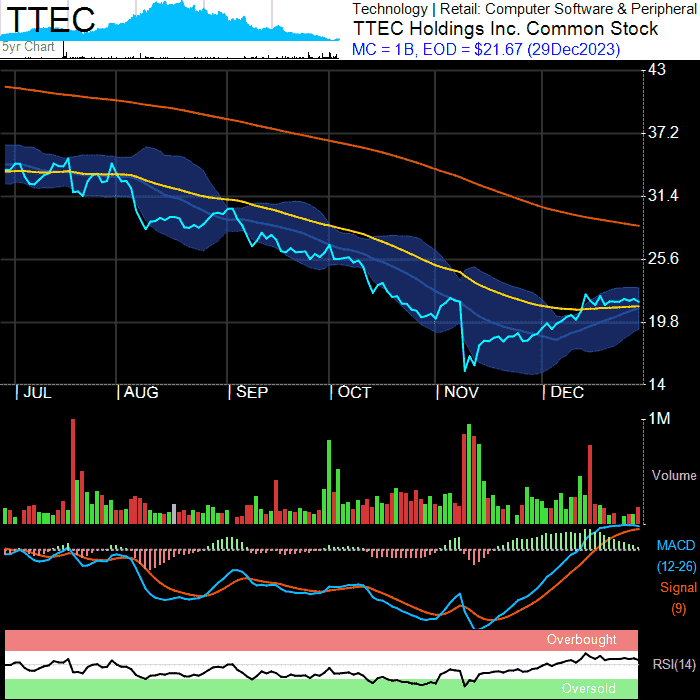 TTEC
5yr Chart
Technology | Retail: Computer Software & Peripheral
TTEC Holdings Inc. Common Stock
MC = 1B, EOD = $21.67 (29Dec2023)
43
37.2
31.4
25.6
19.8
14
JUL AUG SEP OCT NOV DEC
1M
Volume
MACD
(12-26)
Signal
(9)
Overbought
RSI(14)
Oversold